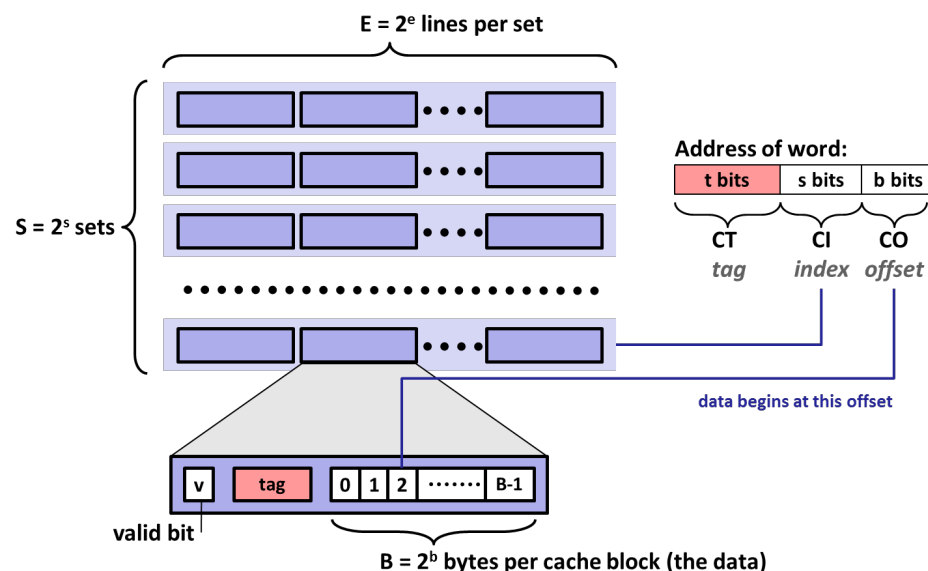 E = 2ᵉ lines per set
Address of word:
t bits s bits b bits
S = 2ˢ sets
CT CI CO
tag index offset
data begins at this offset
v tag 0 1 2 ······· B-1
valid bit
B = 2ᵇ bytes per cache block (the data)